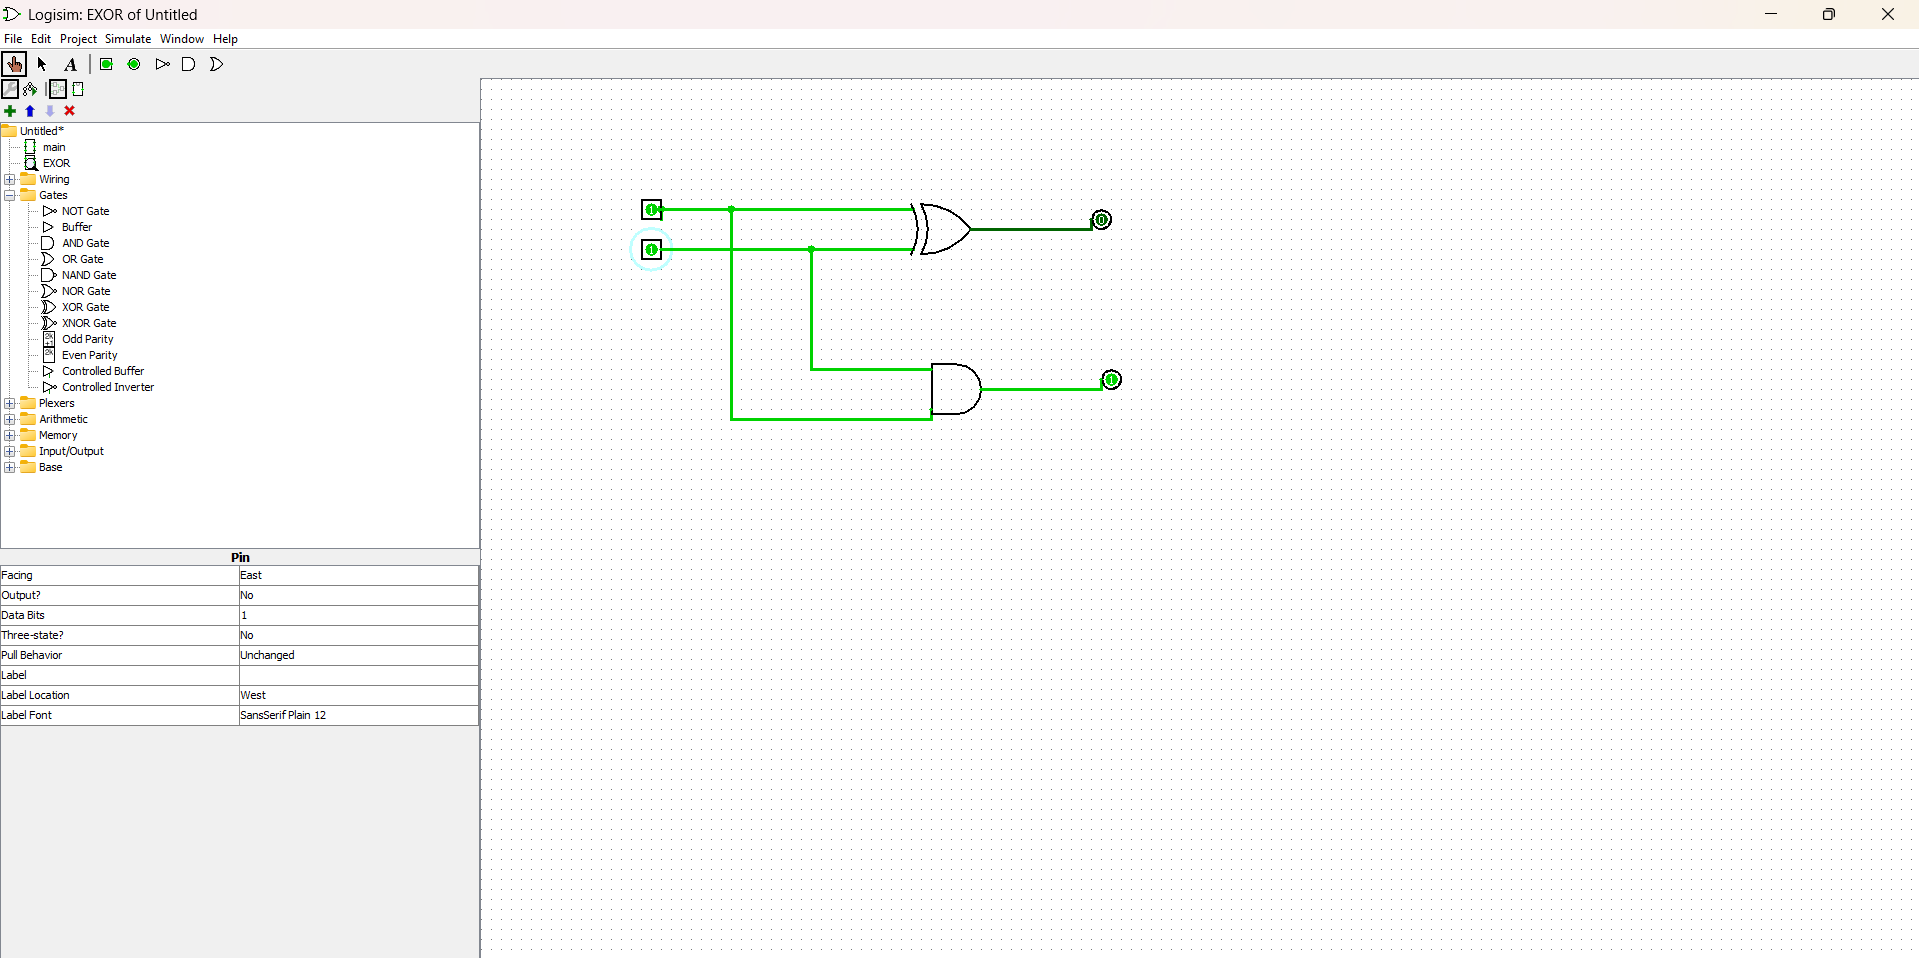 Logisim: EXOR of Untitled
File Edit Project Simulate Window Help
A
Untitled*
main
EXOR
Wiring
Gates
NOT Gate
Buffer
AND Gate
OR Gate
NAND Gate
NOR Gate
XOR Gate
XNOR Gate
Odd Parity
Even Parity
Controlled Buffer
Controlled Inverter
Plexers
Arithmetic
Memory
Input/Output
Base
Pin
Facing East
Output? No
Data Bits 1
Three-state? No
Pull Behavior Unchanged
Label
Label Location West
Label Font SansSerif Plain 12
1
0
1
1